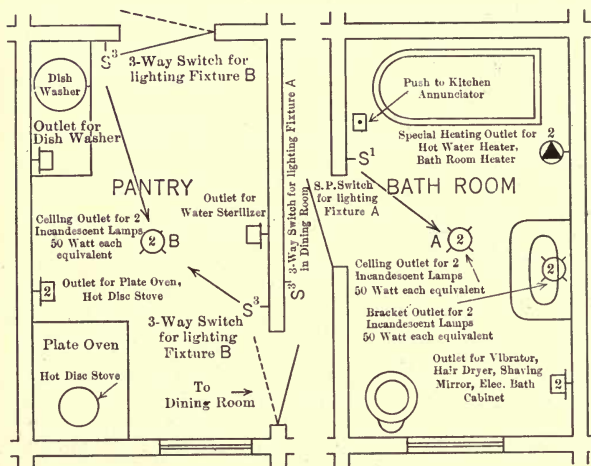 S3
3-Way Switch for
lighting Fixture B
Dish
Washer
Outlet for
Dish Washer
PANTRY
Outlet for
Water Sterilizer
Ceiling Outlet for 2
Incandescent Lamps
50 Watt each
equivalent
2
B
2
Outlet for Plate Oven,
Hot Disc Stove
S3
3-Way Switch
for lighting
Fixture B
Plate Oven
Hot Disc Stove
To
Dining Room
S3
3-Way Switch for lighting Fixture A
in Dining Room
Push to Kitchen
Annunciator
Special Heating Outlet for
Hot Water Heater,
Bath Room Heater
2
S1
S.P. Switch
for lighting
Fixture A
BATH ROOM
A
2
Ceiling Outlet for 2
Incandescent Lamps
50 Watt each equivalent
2
Bracket Outlet for 2
Incandescent Lamps
50 Watt each equivalent
Outlet for Vibrator,
Hair Dryer, Shaving
Mirror, Elec. Bath
Cabinet
2